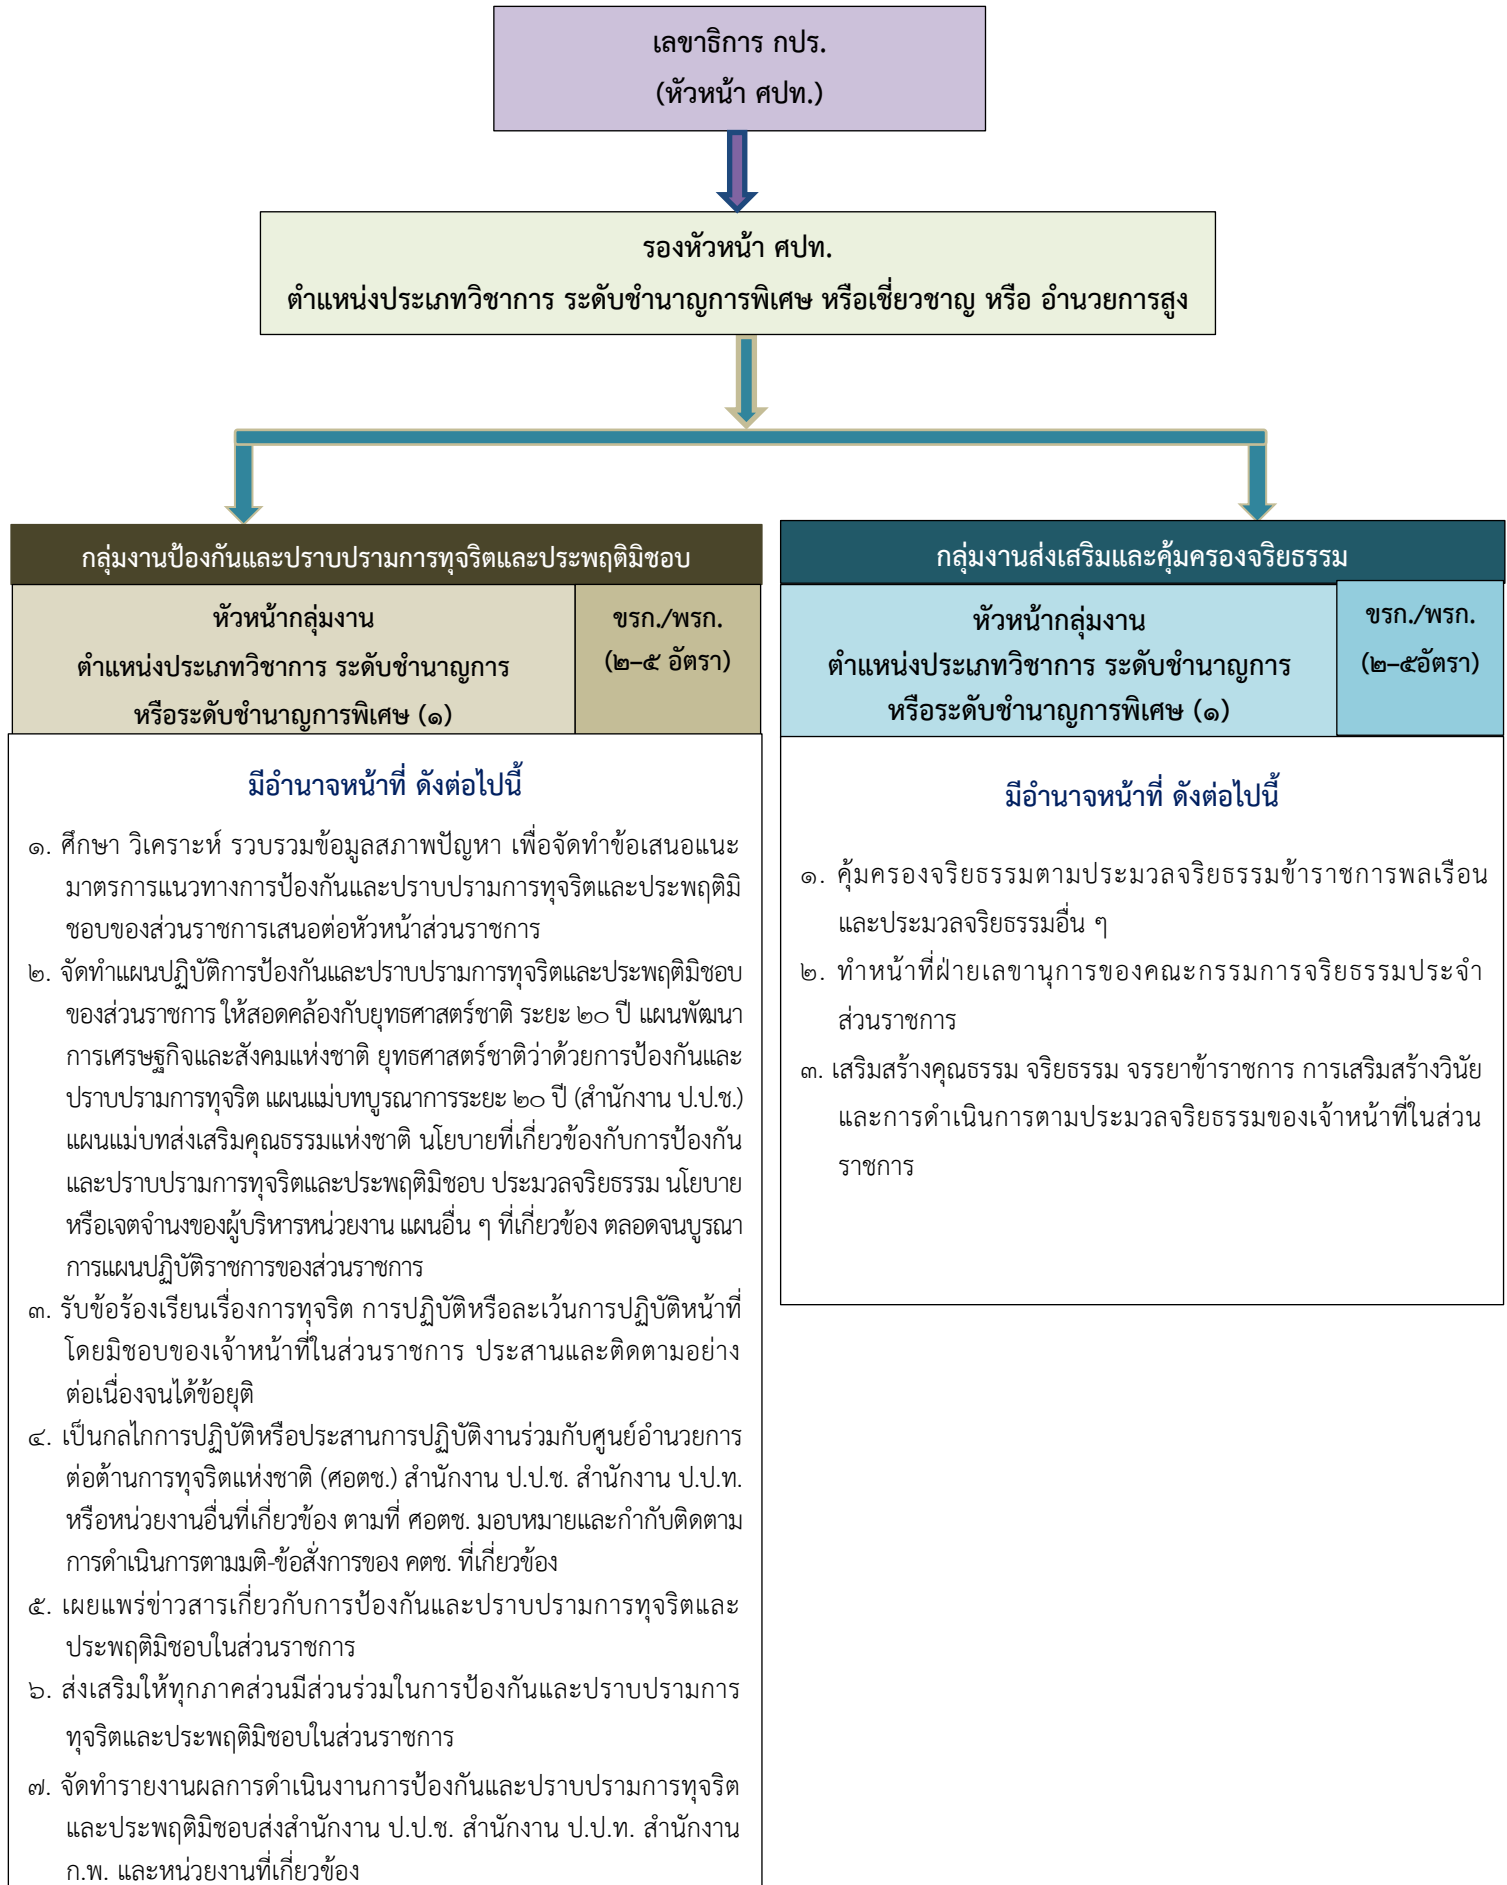 เลขาธิการ กปร.
(หัวหน้า ศปท.)
รองหัวหน้า ศปท.
ตำแหน่งประเภทวิชาการ ระดับชำนาญการพิเศษ หรือเชี่ยวชาญ หรือ อำนวยการสูง
กลุ่มงานป้องกันและปราบปรามการทุจริตและประพฤติมิชอบ
หัวหน้ากลุ่มงาน
ตำแหน่งประเภทวิชาการ ระดับชำนาญการ
หรือระดับชำนาญการพิเศษ (๑)
ขรก./พรก.
(๒–๕ อัตรา)
มีอำนาจหน้าที่ ดังต่อไปนี้
๑. ศึกษา วิเคราะห์ รวบรวมข้อมูลสภาพปัญหา เพื่อจัดทำข้อเสนอแนะ
มาตรการแนวทางการป้องกันและปราบปรามการทุจริตและประพฤติมิ
ชอบของส่วนราชการเสนอต่อหัวหน้าส่วนราชการ
๒. จัดทำแผนปฏิบัติการป้องกันและปราบปรามการทุจริตและประพฤติมิชอบ
ของส่วนราชการ ให้สอดคล้องกับยุทธศาสตร์ชาติ ระยะ ๒๐ ปี แผนพัฒนา
การเศรษฐกิจและสังคมแห่งชาติ ยุทธศาสตร์ชาติว่าด้วยการป้องกันและ
ปราบปรามการทุจริต แผนแม่บทบูรณาการระยะ ๒๐ ปี (สำนักงาน ป.ป.ช.)
แผนแม่บทส่งเสริมคุณธรรมแห่งชาติ นโยบายที่เกี่ยวข้องกับการป้องกัน
และปราบปรามการทุจริตและประพฤติมิชอบ ประมวลจริยธรรม นโยบาย
หรือเจตจำนงของผู้บริหารหน่วยงาน แผนอื่น ๆ ที่เกี่ยวข้อง ตลอดจนบูรณา
การแผนปฏิบัติราชการของส่วนราชการ
๓. รับข้อร้องเรียนเรื่องการทุจริต การปฏิบัติหรือละเว้นการปฏิบัติหน้าที่
โดยมิชอบของเจ้าหน้าที่ในส่วนราชการ ประสานและติดตามอย่าง
ต่อเนื่องจนได้ข้อยุติ
๔. เป็นกลไกการปฏิบัติหรือประสานการปฏิบัติงานร่วมกับศูนย์อำนวยการ
ต่อต้านการทุจริตแห่งชาติ (ศอตช.) สำนักงาน ป.ป.ช. สำนักงาน ป.ป.ท.
หรือหน่วยงานอื่นที่เกี่ยวข้อง ตามที่ ศอตช. มอบหมายและกำกับติดตาม
การดำเนินการตามมติ-ข้อสั่งการของ คตช. ที่เกี่ยวข้อง
๕. เผยแพร่ข่าวสารเกี่ยวกับการป้องกันและปราบปรามการทุจริตและ
ประพฤติมิชอบในส่วนราชการ
๖. ส่งเสริมให้ทุกภาคส่วนมีส่วนร่วมในการป้องกันและปราบปรามการ
ทุจริตและประพฤติมิชอบในส่วนราชการ
๗. จัดทำรายงานผลการดำเนินงานการป้องกันและปราบปรามการทุจริต
และประพฤติมิชอบส่งสำนักงาน ป.ป.ช. สำนักงาน ป.ป.ท. สำนักงาน
ก.พ. และหน่วยงานที่เกี่ยวข้อง
กลุ่มงานส่งเสริมและคุ้มครองจริยธรรม
หัวหน้ากลุ่มงาน
ตำแหน่งประเภทวิชาการ ระดับชำนาญการ
หรือระดับชำนาญการพิเศษ (๑)
ขรก./พรก.
(๒–๕อัตรา)
มีอำนาจหน้าที่ ดังต่อไปนี้
๑. คุ้มครองจริยธรรมตามประมวลจริยธรรมข้าราชการพลเรือน
และประมวลจริยธรรมอื่น ๆ
๒. ทำหน้าที่ฝ่ายเลขานุการของคณะกรรมการจริยธรรมประจำ
ส่วนราชการ
๓. เสริมสร้างคุณธรรม จริยธรรม จรรยาข้าราชการ การเสริมสร้างวินัย
และการดำเนินการตามประมวลจริยธรรมของเจ้าหน้าที่ในส่วน
ราชการ